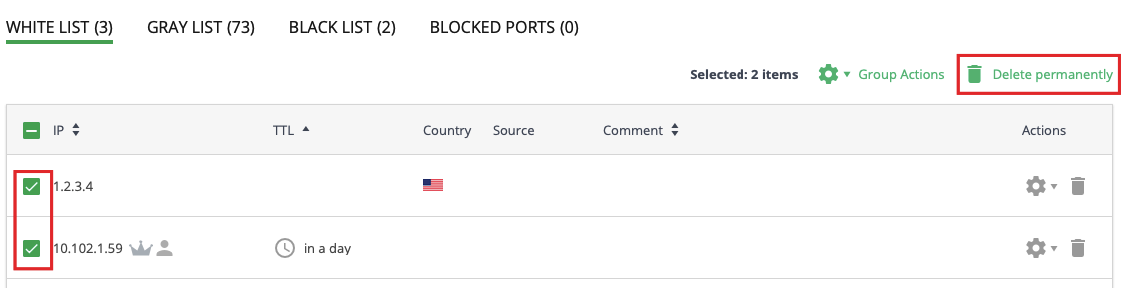 WHITE LIST (3) GRAY LIST (73) BLACK LIST (2) BLOCKED PORTS (0)
Selected: 2 items Group Actions Delete permanently
IP TTL Country Source Comment Actions
1.2.3.4
10.102.1.59 in a day